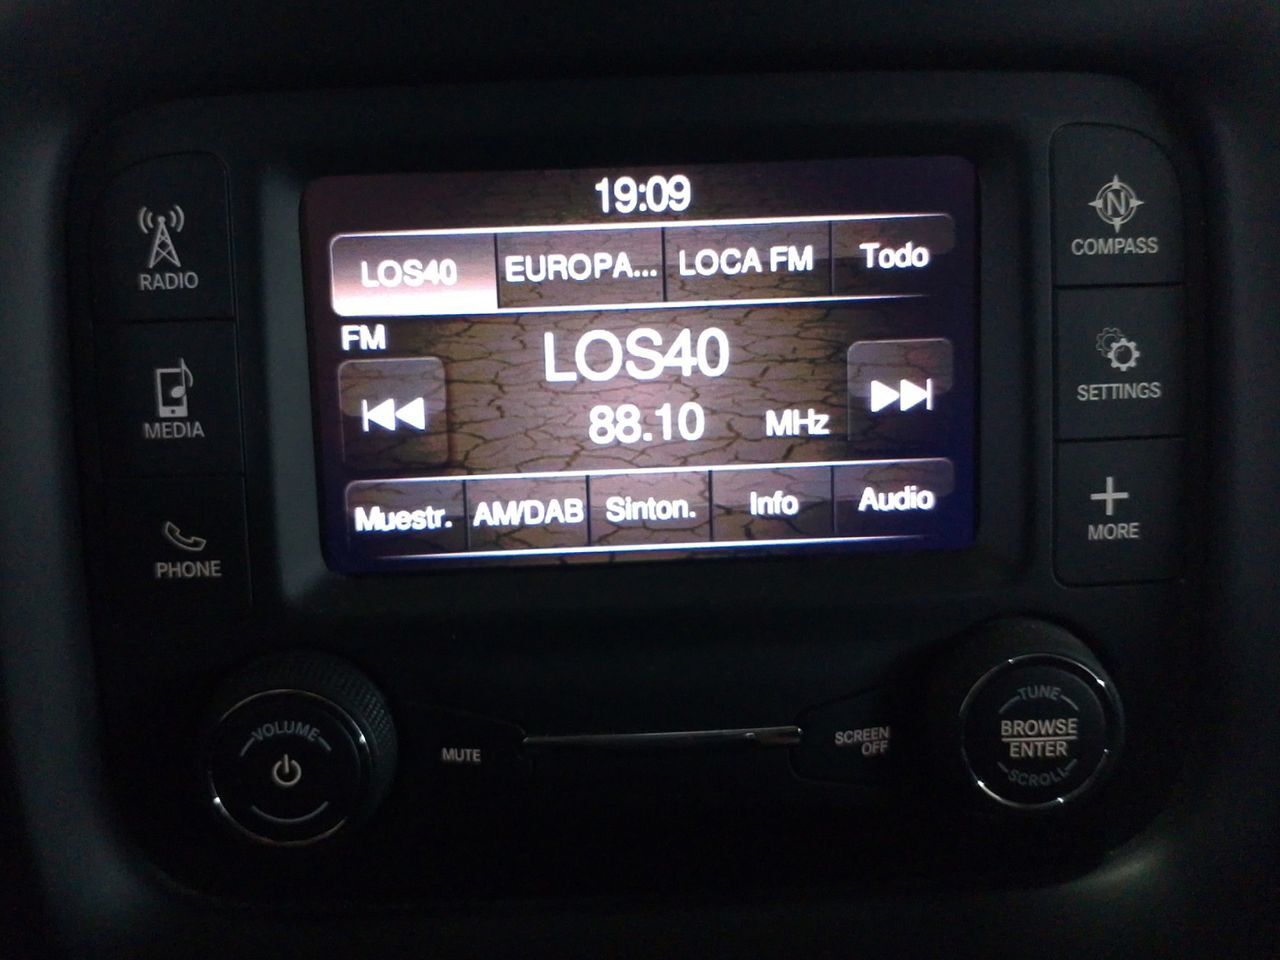 19:09
LOS40 EUROPA... LOCA FM Todo
FM
LOS40
88.10 MHz
Muestr. AM/DAB Sinton. Info Audio
RADIO
MEDIA
PHONE
N
COMPASS
SETTINGS
MORE
VOLUME
MUTE
SCREEN
OFF
TUNE
BROWSE
ENTER
SCROLL